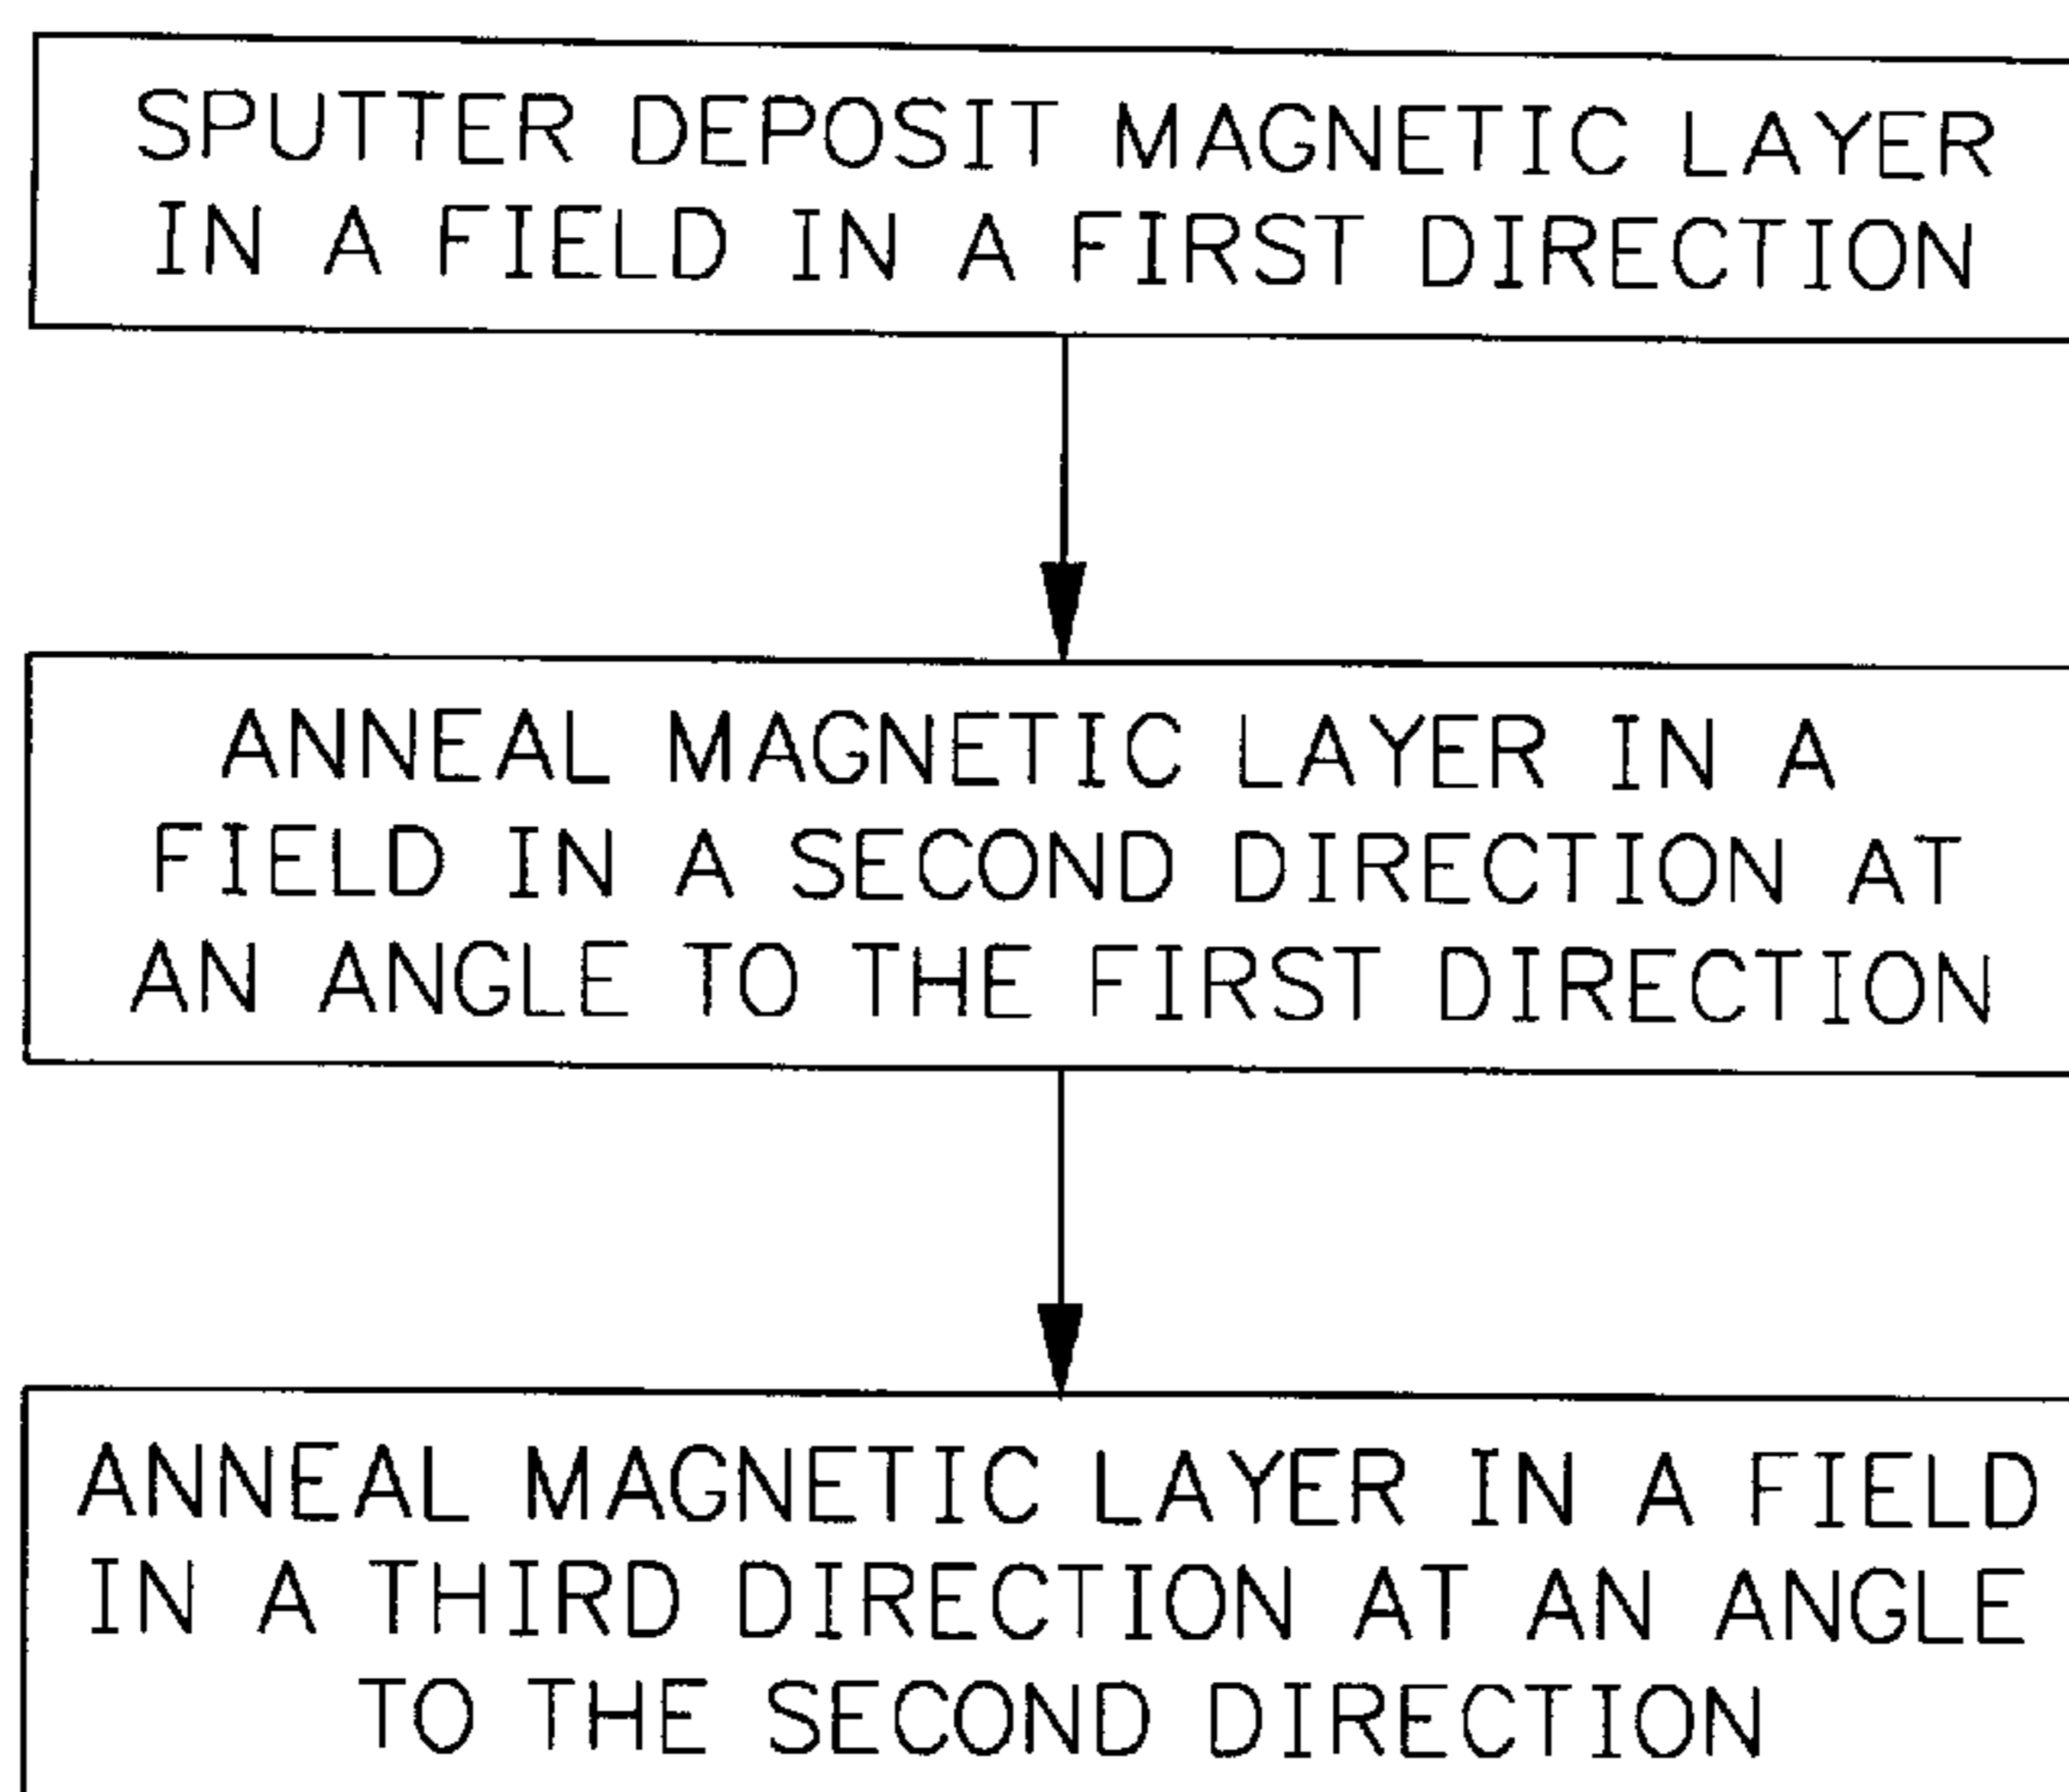 SPUTTER DEPOSIT MAGNETIC LAYER
IN A FIELD IN A FIRST DIRECTION
ANNEAL MAGNETIC LAYER IN A
FIELD IN A SECOND DIRECTION AT
AN ANGLE TO THE FIRST DIRECTION
ANNEAL MAGNETIC LAYER IN A FIELD
IN A THIRD DIRECTION AT AN ANGLE
TO THE SECOND DIRECTION